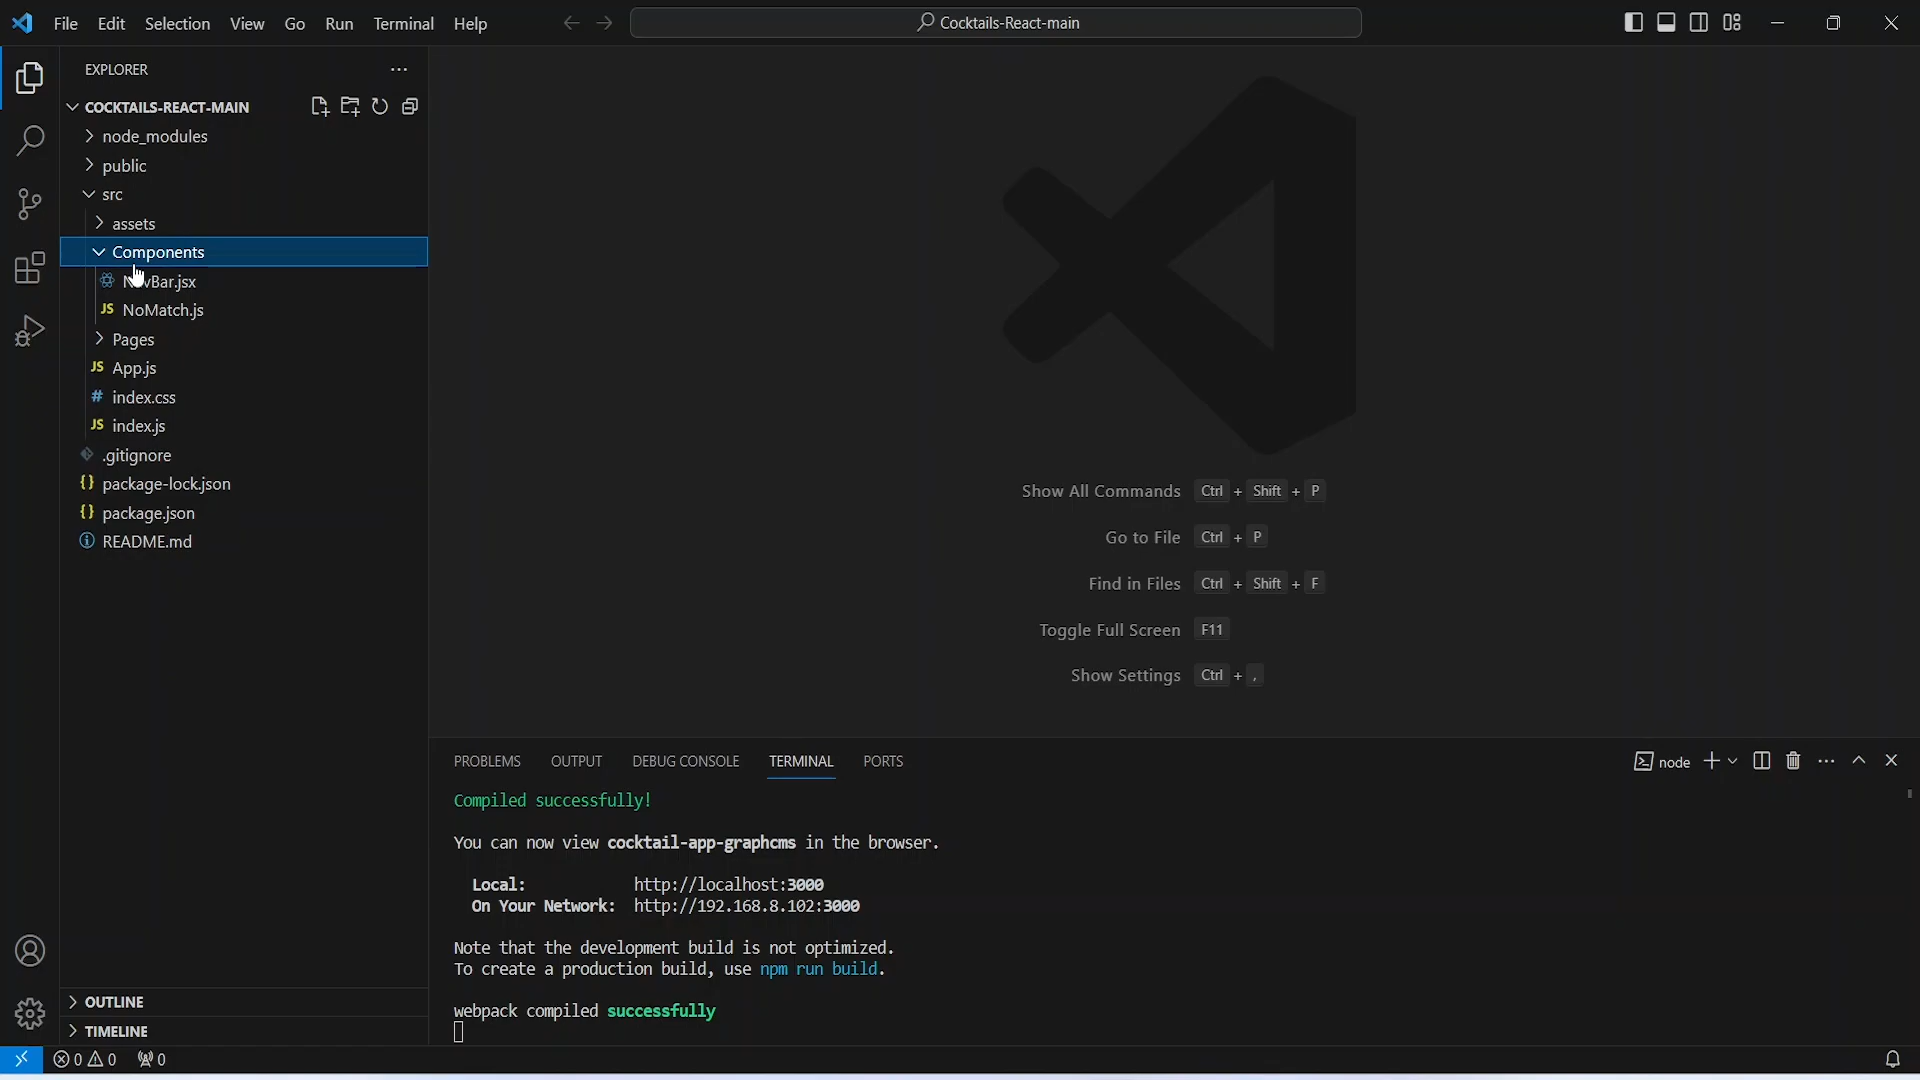 File Edit Selection View Go Run Terminal Help
Cocktails-React-main
EXPLORER
COCKTAILS-REACT-MAIN
node_modules
public
src
assets
Components
JS NoMatch.js
Pages
JS App.js
# index.css
JS index.js
.gitignore
{} package-lock.json
{} package.json
README.md
OUTLINE
TIMELINE
Show All Commands Ctrl + Shift + P
Go to File Ctrl + P
Find in Files Ctrl + Shift + F
Toggle Full Screen F11
Show Settings Ctrl + ,
PROBLEMS OUTPUT DEBUG CONSOLE TERMINAL PORTS
node
Compiled successfully!
You can now view cocktail-app-graphcms in the browser.
Local: http://localhost:3000
On Your Network: http://192.168.8.102:3000
Note that the development build is not optimized.
To create a production build, use npm run build.
webpack compiled successfully
0 0 0